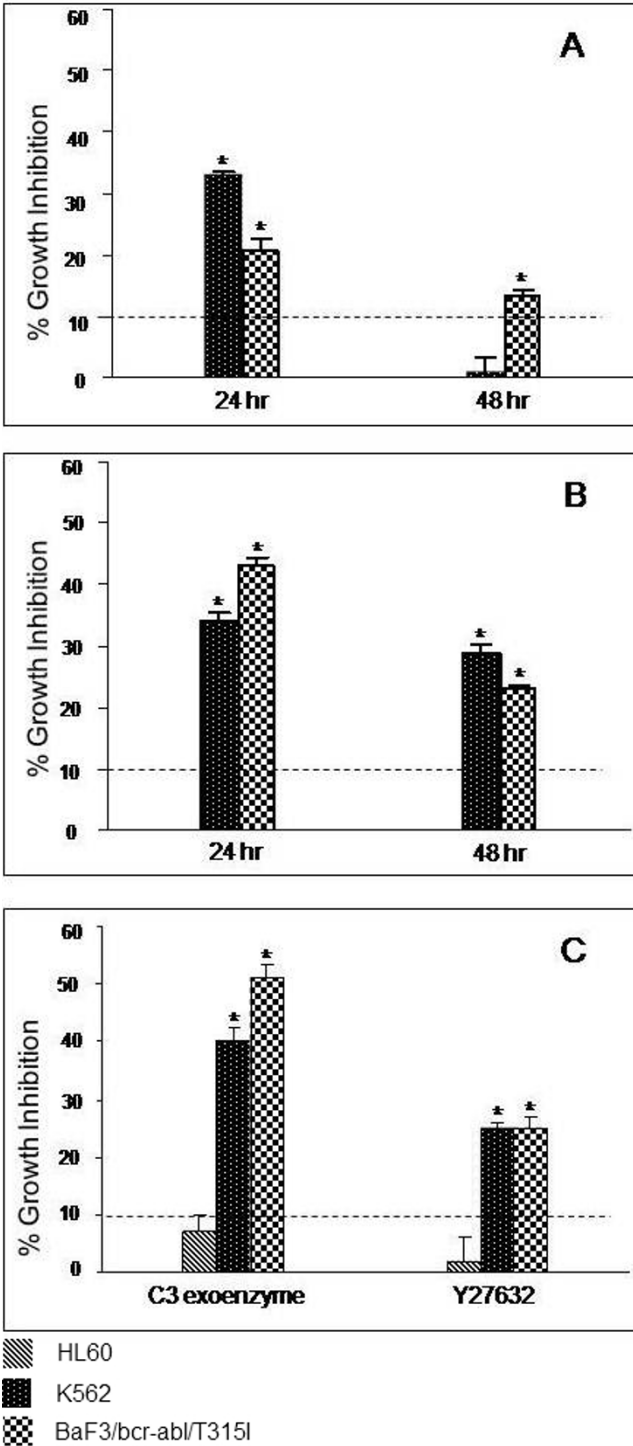 A
% Growth Inhibition
60
50
40
30
20
10
0
* * *
24 hr 48 hr
B
% Growth Inhibition
60
50
40
30
20
10
0
* * * *
24 hr 48 hr
C
% Growth Inhibition
60
50
40
30
20
10
0
* * * *
C3 exoenzyme Y27632
HL60
K562
BaF3/bcr-abl/T315I